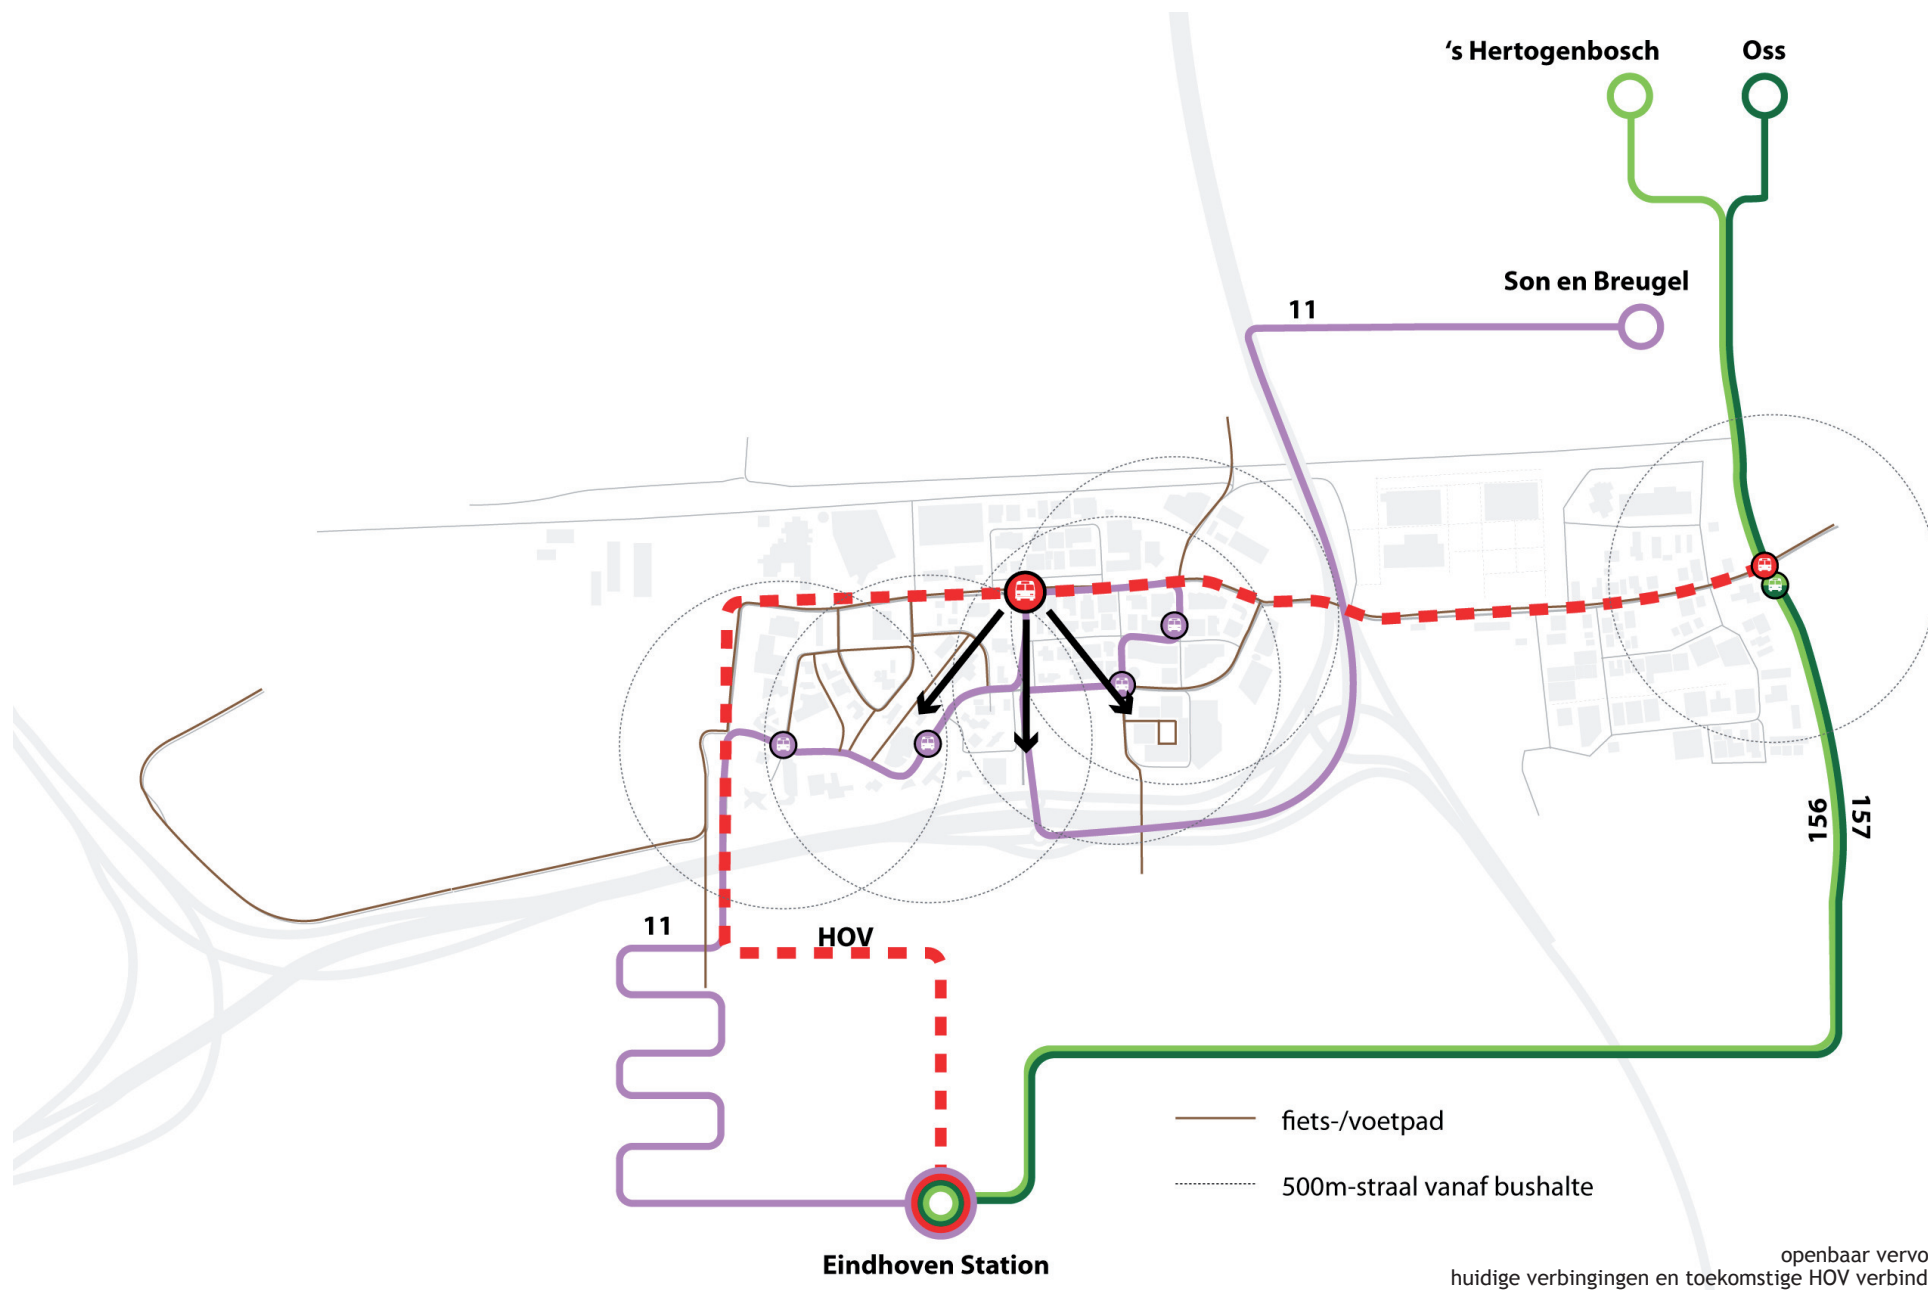 ‘s Hertogenbosch
Oss
Son en Breugel
11
156
157
11
HOV
fiets-/voetpad
500m-straal vanaf bushalte
Eindhoven Station
openbaar vervo
huidige verbingingen en toekomstige HOV verbind